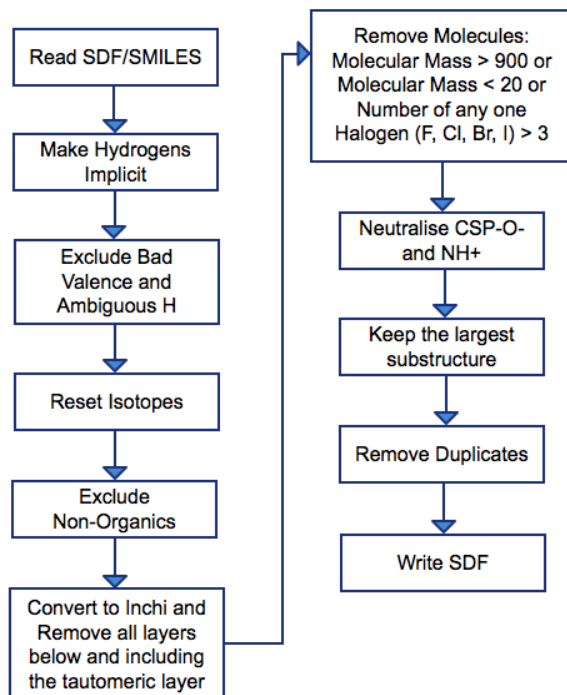 Read SDF/SMILES
Make Hydrogens
Implicit
Exclude Bad
Valence and
Ambiguous H
Reset Isotopes
Exclude
Non-Organics
Convert to Inchi and
Remove all layers
below and including
the tautomeric layer
Remove Molecules:
Molecular Mass > 900 or
Molecular Mass < 20 or
Number of any one
Halogen (F, Cl, Br, I) > 3
Neutralise CSP-O-
and NH+
Keep the largest
substructure
Remove Duplicates
Write SDF